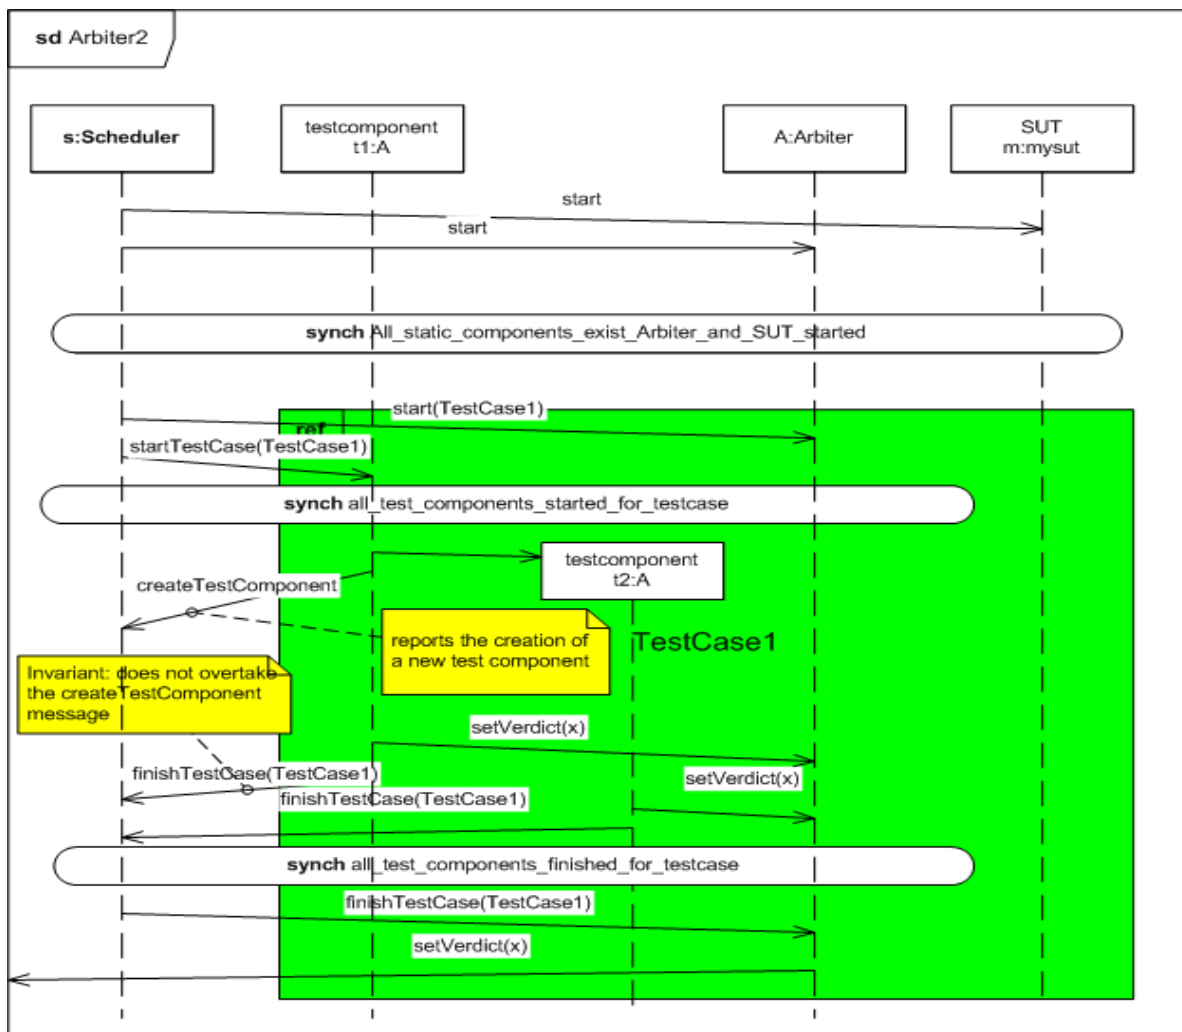 sd Arbiter2
s:Scheduler
testcomponent
t1:A
A:Arbiter
SUT
m:mysut
start
start
synch All_static_components_exist_Arbiter_and_SUT_started
start(TestCase1)
ref
startTestCase(TestCase1)
synch all_test_components_started_for_testcase
testcomponent
t2:A
createTestComponent
reports the creation of
a new test component
TestCase1
Invariant: does not overtake
the createTestComponent
message
setVerdict(x)
finishTestCase(TestCase1)
setVerdict(x)
finishTestCase(TestCase1)
synch all_test_components_finished_for_testcase
finishTestCase(TestCase1)
setVerdict(x)